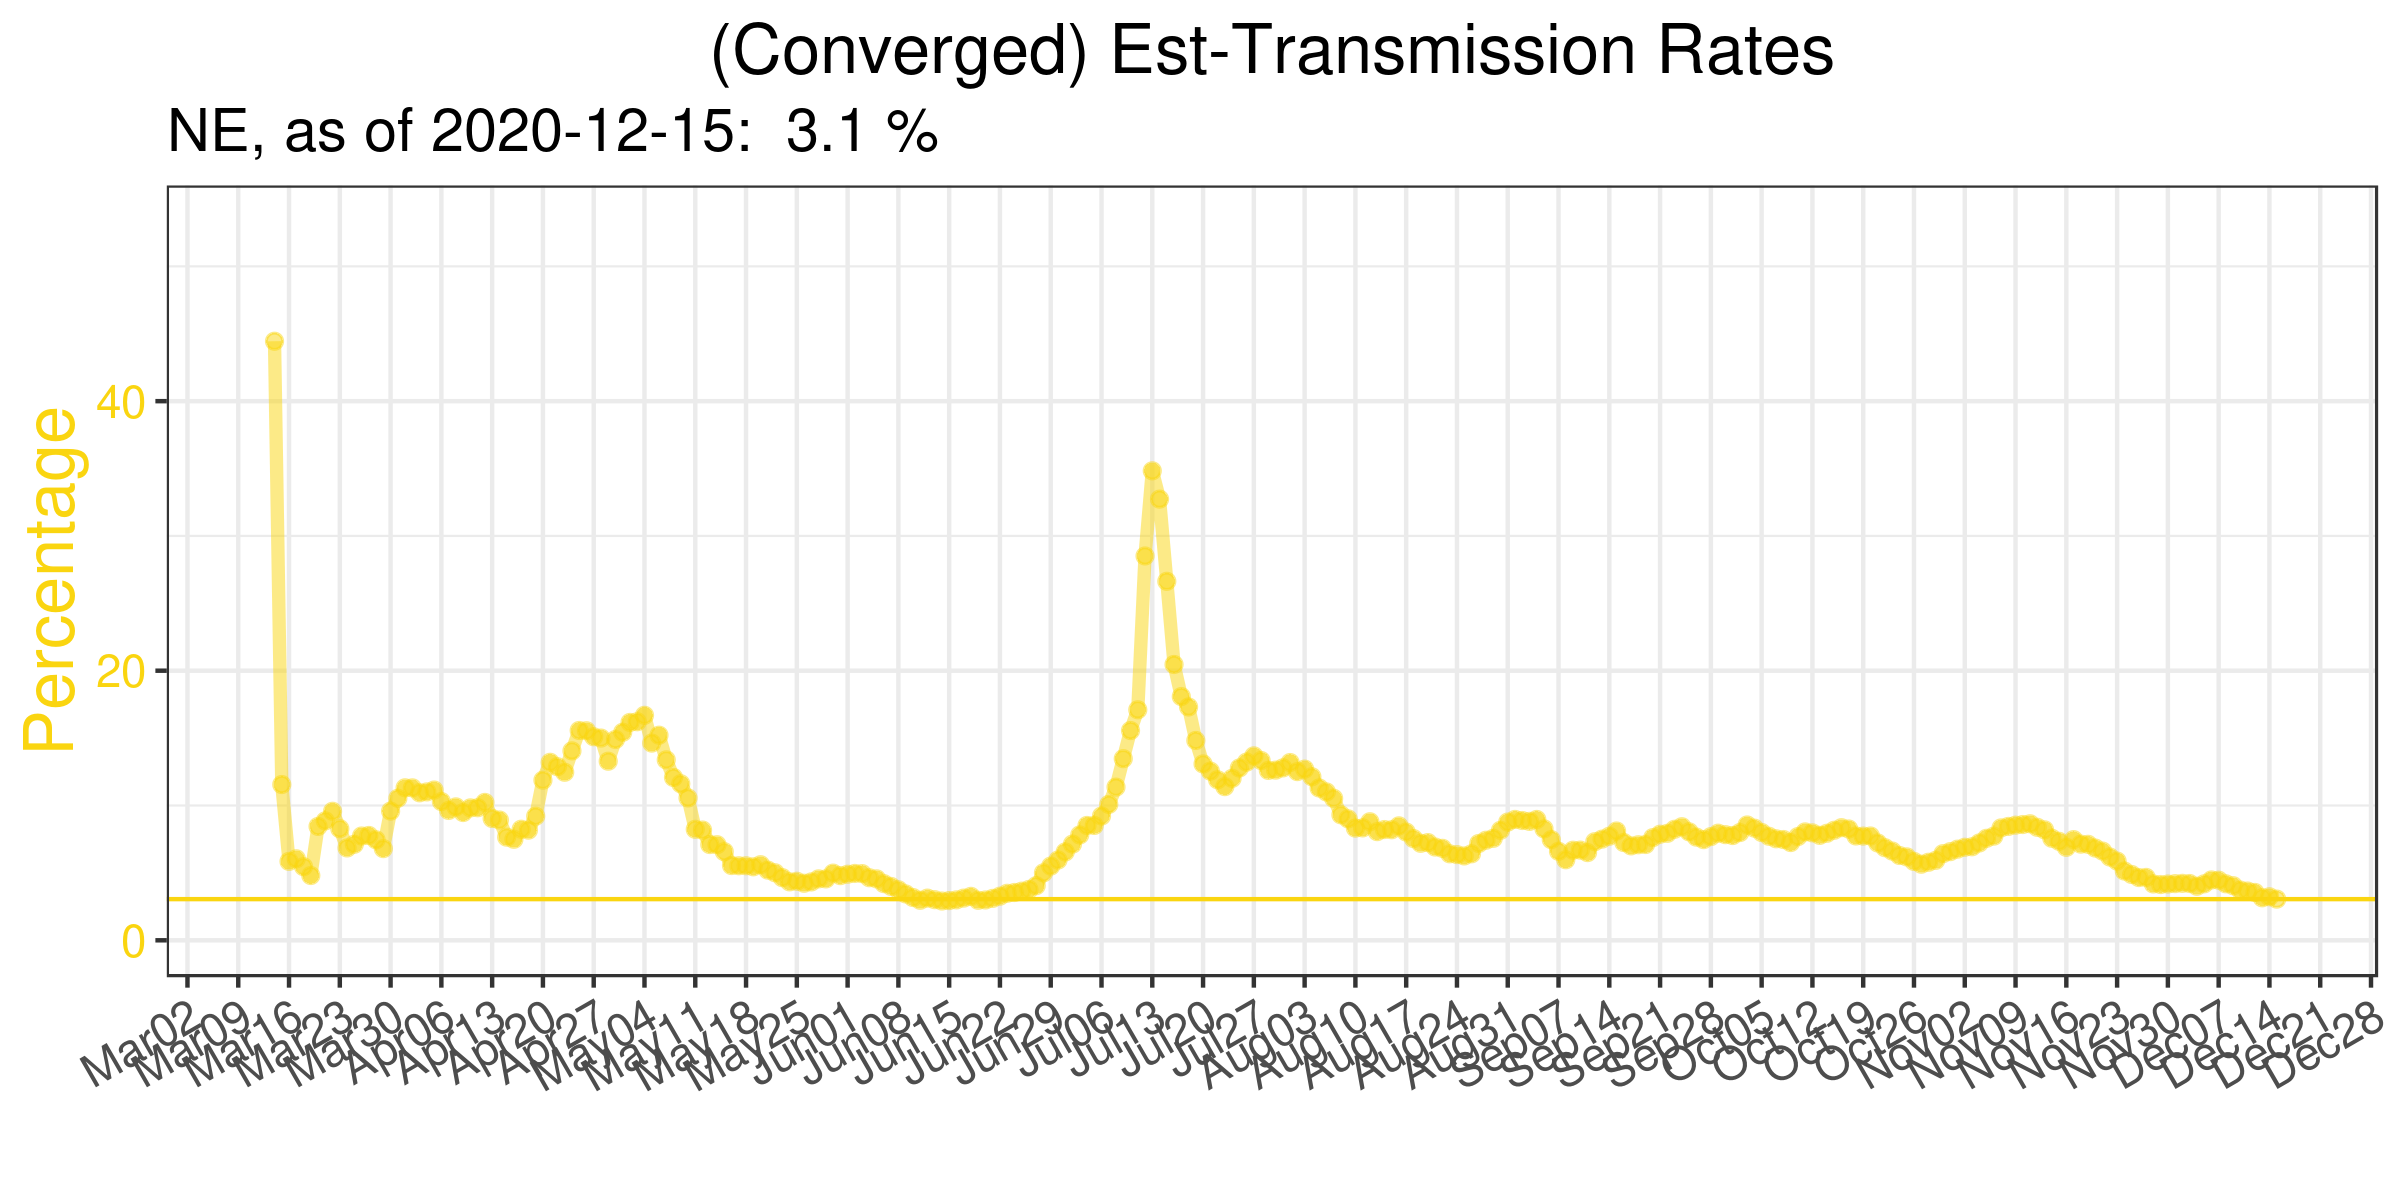 (Converged) Est-Transmission Rates
NE, as of 2020-12-15:  3.1 %
Percentage
40
20
0
Mar02
Mar09
Mar16
Mar23
Mar30
Apr06
Apr13
Apr20
Apr27
May04
May11
May18
May25
Jun01
Jun08
Jun15
Jun22
Jun29
Jul06
Jul13
Jul20
Jul27
Aug03
Aug10
Aug17
Aug24
Aug31
Sep07
Sep14
Sep21
Sep28
Oct05
Oct12
Oct19
Oct26
Nov02
Nov09
Nov16
Nov23
Nov30
Dec07
Dec14
Dec21
Dec28